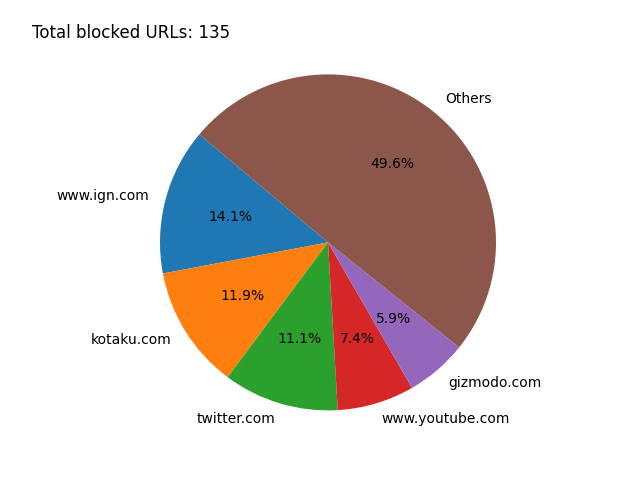 Total blocked URLs: 135
Others
49.6%
www.ign.com
14.1%
11.9%
kotaku.com
11.1%
twitter.com
7.4%
www.youtube.com
5.9%
gizmodo.com